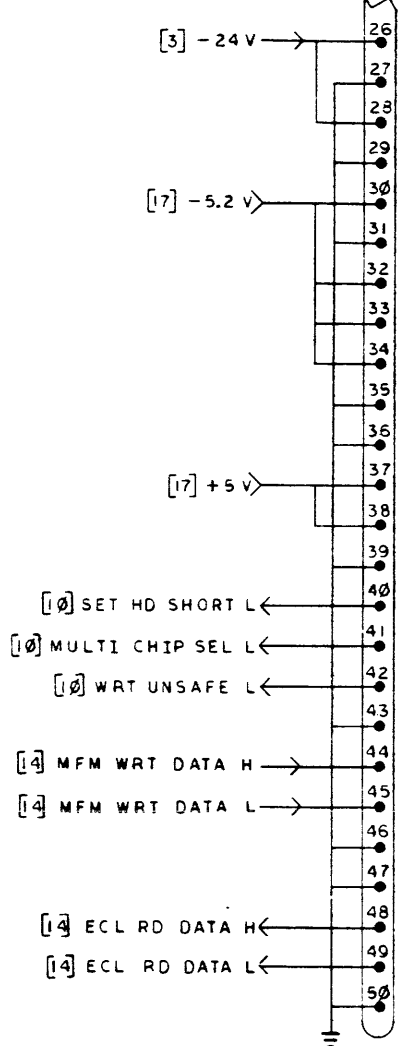 26
[3] -24 V
27
28
29
30
[17] -5.2 V
31
32
33
34
35
36
37
[17] +5 V
38
39
40
[10] SET HD SHORT L
41
[10] MULTI CHIP SEL L
42
[10] WRT UNSAFE L
43
44
[14] MFM WRT DATA H
45
[14] MFM WRT DATA L
46
47
48
[14] ECL RD DATA H
49
[14] ECL RD DATA L
50